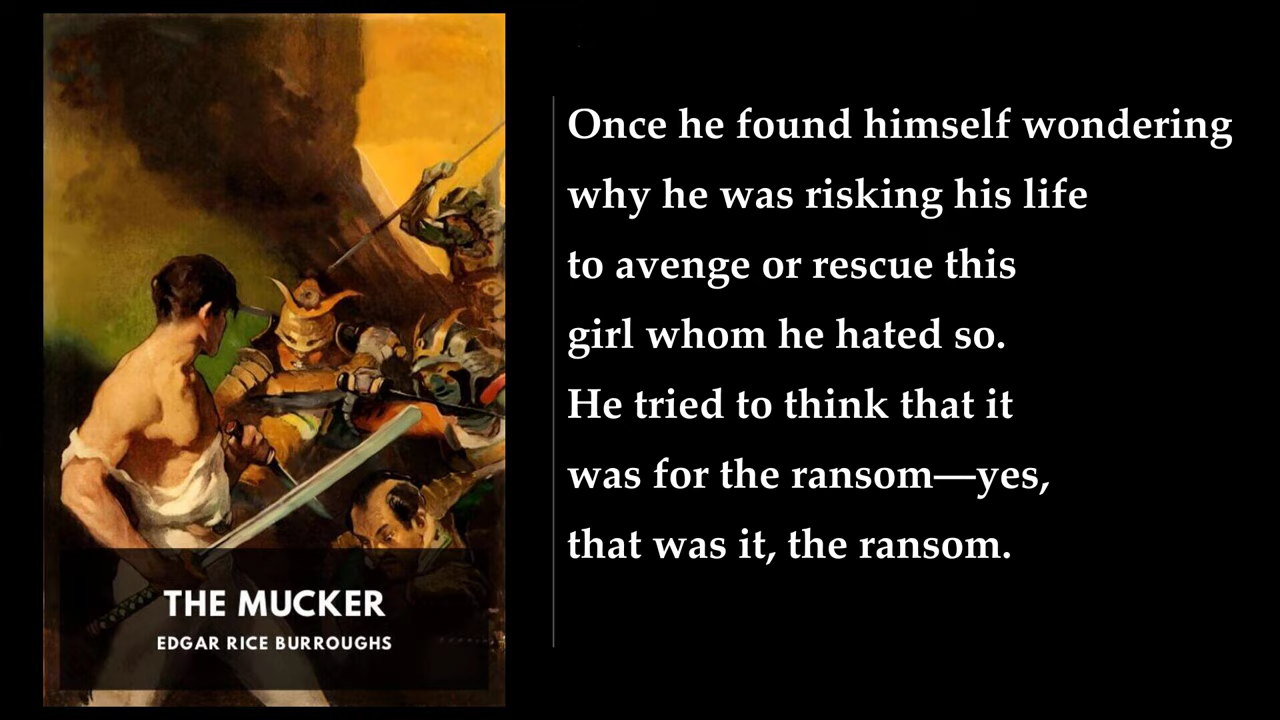 THE MUCKER
EDGAR RICE BURROUGHS
Once he found himself wondering
why he was risking his life
to avenge or rescue this
girl whom he hated so.
He tried to think that it
was for the ransom—yes,
that was it, the ransom.